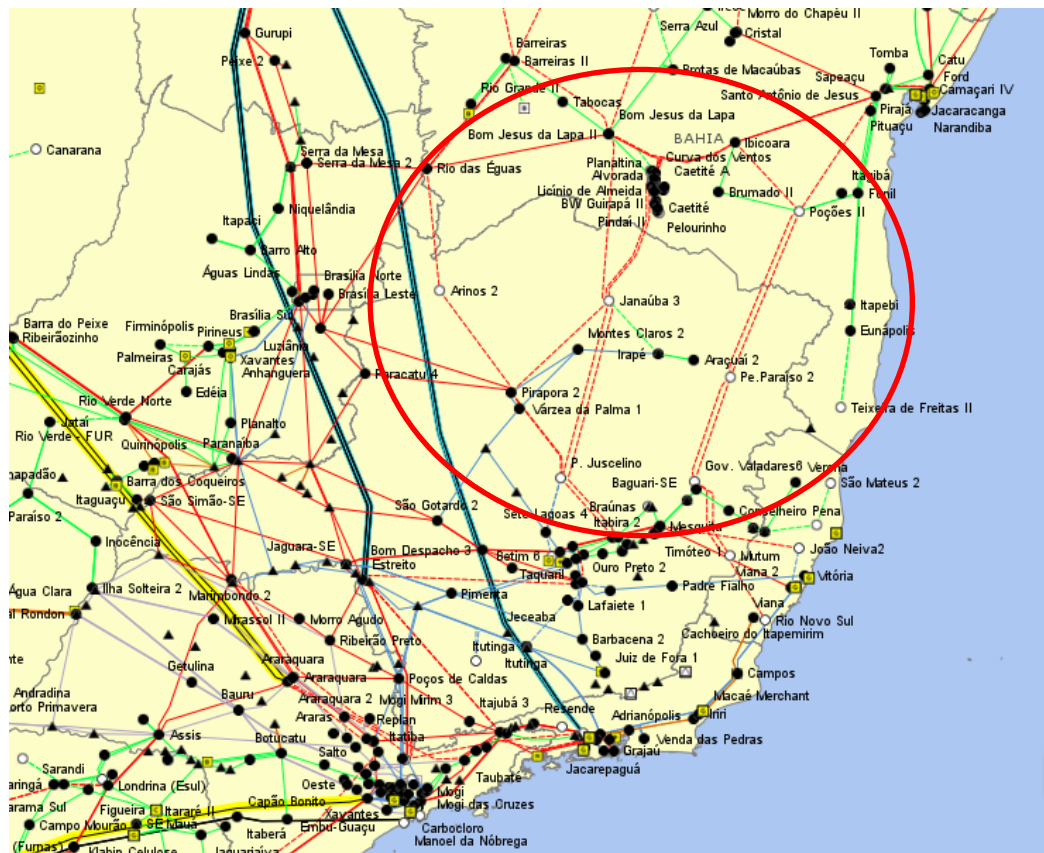 Irecê
Morro do Chapéu II
Serra Azul
Cristal
Gurupi
Barreiras
Barreiras II
Peixe 2
Tomba
Catu
Brotas de Macaúbas
Sapeaçu
Ford
Rio Grande II
Camaçari IV
Santo Antônio de Jesus
Tabocas
Bom Jesus da Lapa
Pirajá
Jacaracanga
Pituaçu
Narandiba
Bom Jesus da Lapa II
BAHIA
Ibicoara
Canarana
Serra da Mesa
Serra da Mesa 2
Rio das Éguas
Planaltina
Curva dos Ventos
Alvorada
Caetité A
Itagibá
Licínio de Almeida
Brumado II
Funil
BW Guirapá II
Caetité
Niquelândia
Itapaci
Pindaí II
Pelourinho
Poções II
Barro Alto
Águas Lindas
Brasília Norte
Brasília Leste
Arinos 2
Janaúba 3
Itapebi
Brasília Sul
Barra do Peixe
Firminópolis
Pirineus
Ribeirãozinho
Montes Claros 2
Eunápolis
Luziânia
Palmeiras
Xavantes
Irapé
Araçuaí 2
Carajás
Anhanguera
Paracatu 4
Pe.Paraíso 2
Edéia
Pirapora 2
Rio Verde Norte
Várzea da Palma 1
Teixeira de Freitas II
Jataí
Planalto
Rio Verde - FUR
Quirinópolis
Paranaíba
P. Juscelino
Gov. Valadares6
Verona
Chapadão
Barra dos Coqueiros
Baguari-SE
São Mateus 2
Itaguaçu
São Simão-SE
São Gotardo 2
Sete Lagoas 4
Braúnas
Conselheiro Pena
Paraíso 2
Itabira 2
Mesquita
Inocência
Jaguara-SE
Bom Despacho 3
Betim 6
Timóteo 1
Mutum
João Neiva2
Estreito
Ouro Preto 2
Água Clara
Ilha Solteira 2
Taquaril
Viana 2
Vitória
Marimbondo 2
Pimenta
Padre Fialho
Viana
Rondon
Mirassol II
Morro Agudo
Jeceaba
Lafaiete 1
Rio Novo Sul
Ribeirão Preto
Itutinga
Barbacena 2
Cachoeiro do Itapemirim
Getulina
Araraquara
Itutinga
Juiz de Fora 1
Andradina
Araraquara
Poços de Caldas
Campos
Porto Primavera
Bauru
Araraquara 2
Mogi Mirim 3
Itajubá 3
Resende
Macaé Merchant
Araras
Replan
Adrianópolis
Iriri
Assis
Botucatu
Itatiba
Venda das Pedras
Salto
Grajaú
Sarandi
Taubaté
Jacarepaguá
Maringá
Londrina (Esul)
Oeste
Mogi
Figueira
Itararé II
Capão Bonito
Xavantes
Mogi das Cruzes
Campo Mourão
SE Mauá
Itaberá
Embu-Guaçu
Carbocloro
Manoel da Nóbrega
(Furnas)
Klabin Celulose
Jaguariaíva